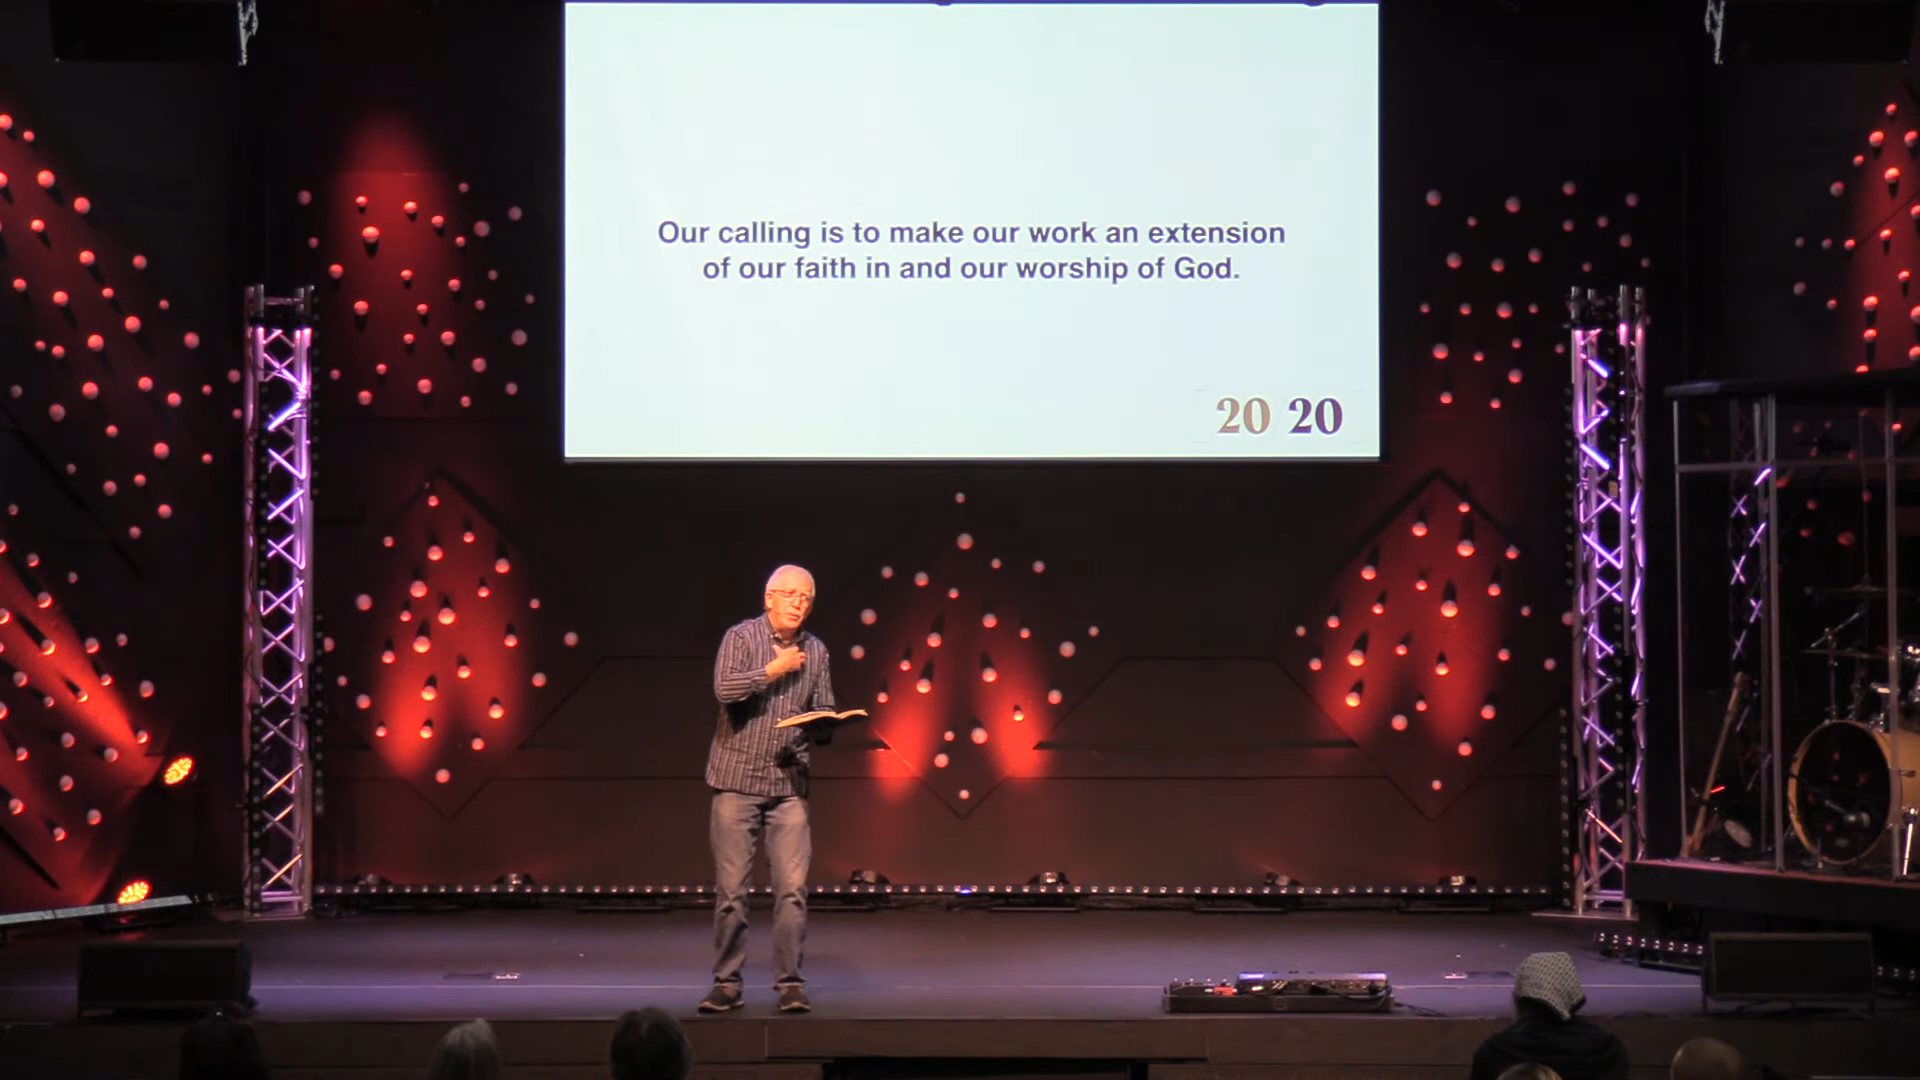 Our calling is to make our work an extension
of our faith in and our worship of God.
20 20